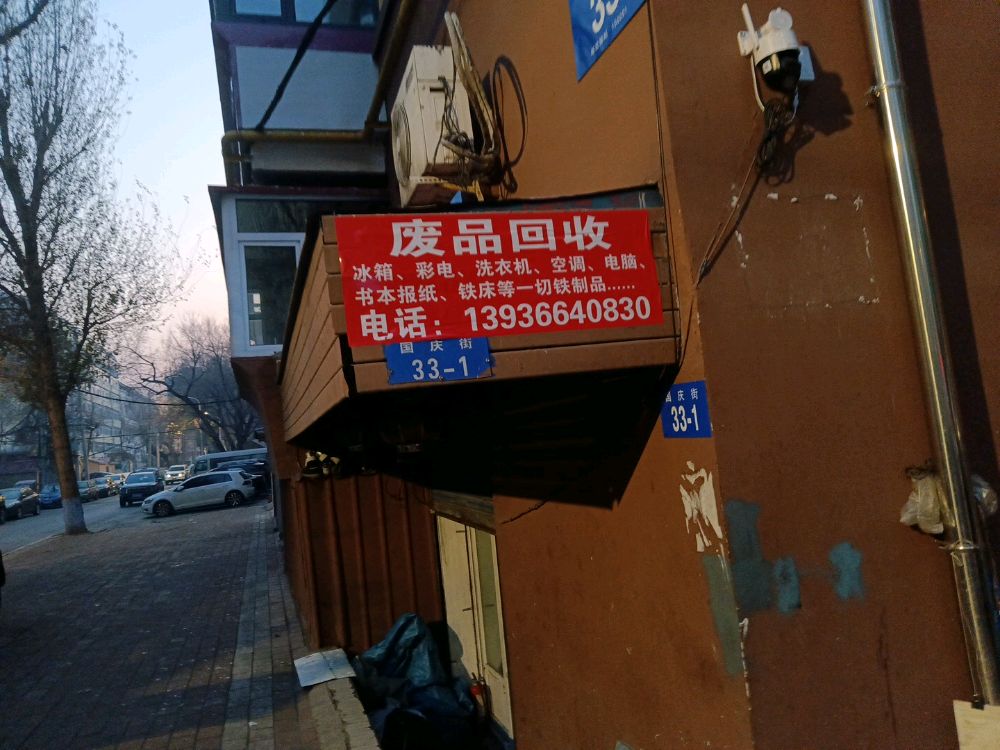 33
废品回收
冰箱、彩电、洗衣机、空调、电脑、
书本报纸、铁床等一切铁制品......
电话：13936640830
国庆街
33-1
国庆街
33-1